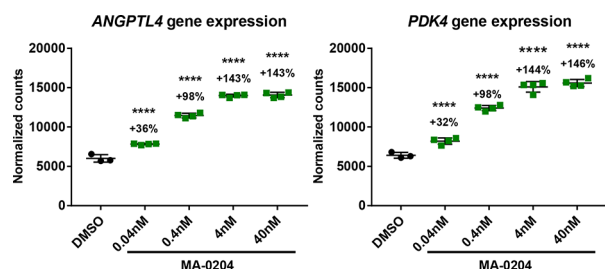 ANGPTL4 gene expression
Normalized counts
20000
15000
10000
5000
0
****
+36%
****
+98%
****
+143%
****
+143%
DMSO
0.04nM
0.4nM
4nM
40nM
MA-0204
PDK4 gene expression
Normalized counts
20000
15000
10000
5000
0
****
+32%
****
+98%
****
+144%
****
+146%
DMSO
0.04nM
0.4nM
4nM
40nM
MA-0204